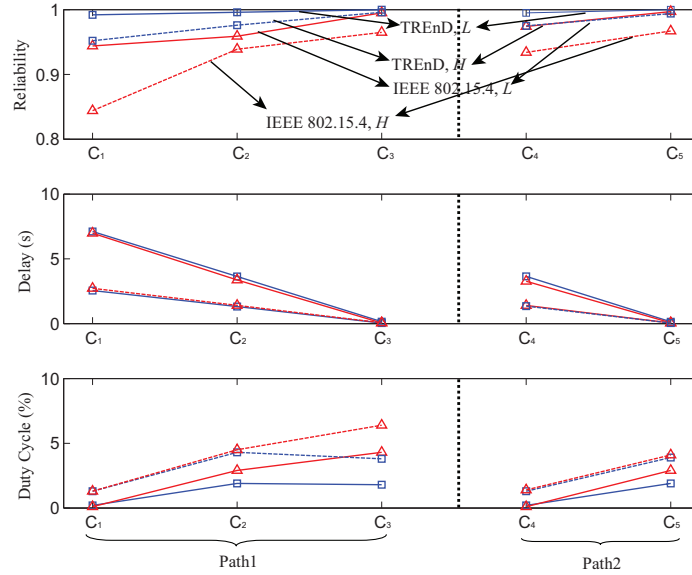 1
TREnD, L
0.9
TREnD, H
IEEE 802.15.4, L
IEEE 802.15.4, H
0.8
Reliability
C₁ C₂ C₃ C₄ C₅
10
5
0
Delay (s)
C₁ C₂ C₃ C₄ C₅
10
5
0
Duty Cycle (%)
C₁ C₂ C₃ C₄ C₅
Path1 Path2